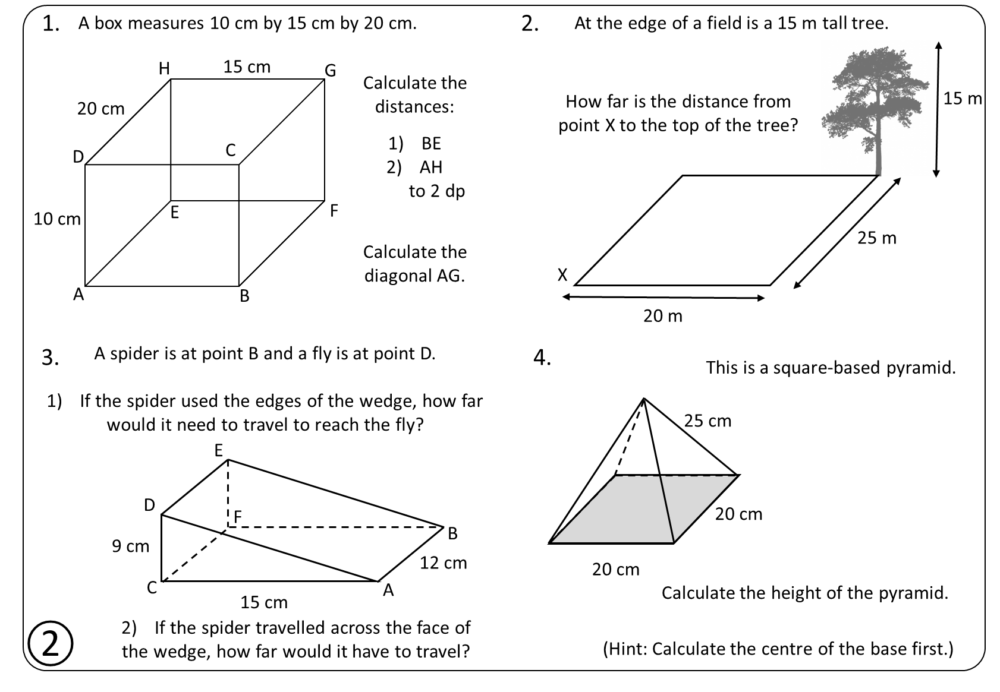 1. A box measures 10 cm by 15 cm by 20 cm.
H
15 cm
G
20 cm
D
C
10 cm
E
F
A
B
Calculate the
distances:
1) BE
2) AH
to 2 dp
Calculate the
diagonal AG.
2. At the edge of a field is a 15 m tall tree.
How far is the distance from
point X to the top of the tree?
15 m
25 m
X
20 m
3. A spider is at point B and a fly is at point D.
1) If the spider used the edges of the wedge, how far
would it need to travel to reach the fly?
E
D
F
9 cm
B
12 cm
C
A
15 cm
2) If the spider travelled across the face of
the wedge, how far would it have to travel?
4.
This is a square-based pyramid.
25 cm
20 cm
20 cm
Calculate the height of the pyramid.
(Hint: Calculate the centre of the base first.)
2